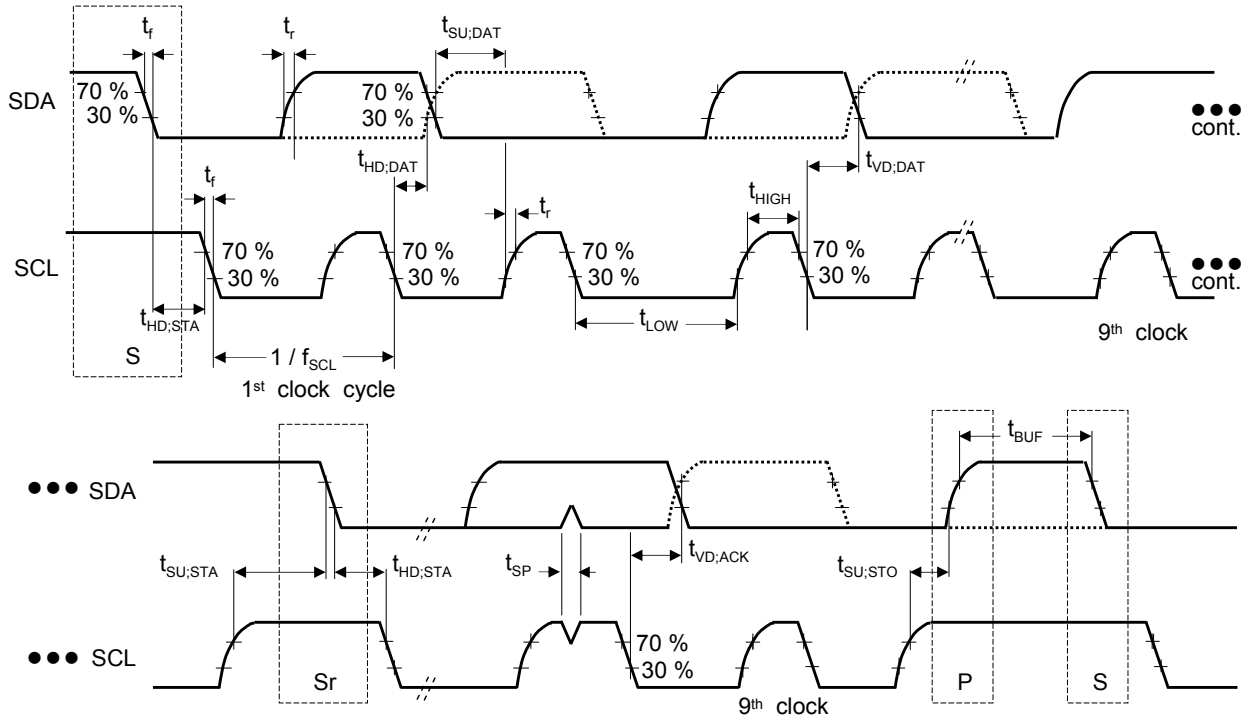 tf
tr
tSU;DAT
SDA
70 %
30 %
70 %
30 %
●●●
cont.
tHD;DAT
tVD;DAT
tf
tr
tHIGH
SCL
70 %
30 %
70 %
30 %
70 %
30 %
70 %
30 %
●●●
cont.
tHD;STA
tLOW
9th clock
S
1 / fSCL
1st clock cycle
tBUF
●●● SDA
tSU;STA
tHD;STA
tSP
tVD;ACK
tSU;STO
●●● SCL
70 %
30 %
Sr
9th clock
P
S